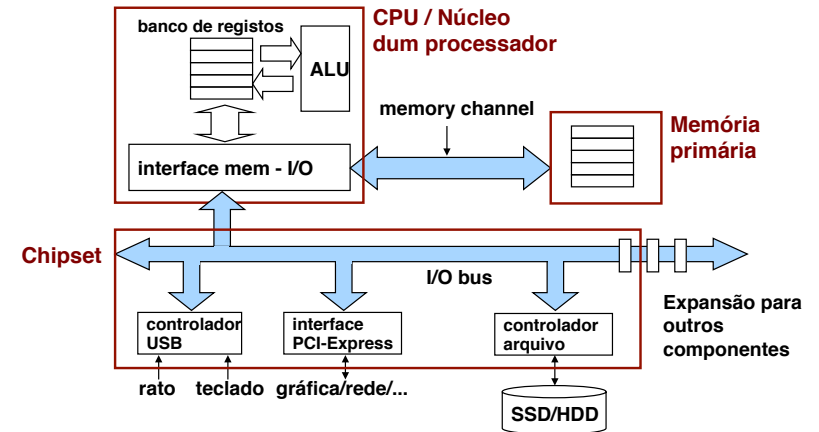 CPU / Núcleo
dum processador
banco de registos
ALU
memory channel
Memória
primária
interface mem - I/O
Chipset
I/O bus
Expansão para
outros
componentes
controlador
USB
interface
PCI-Express
controlador
arquivo
rato
teclado
gráfica/rede/...
SSD/HDD